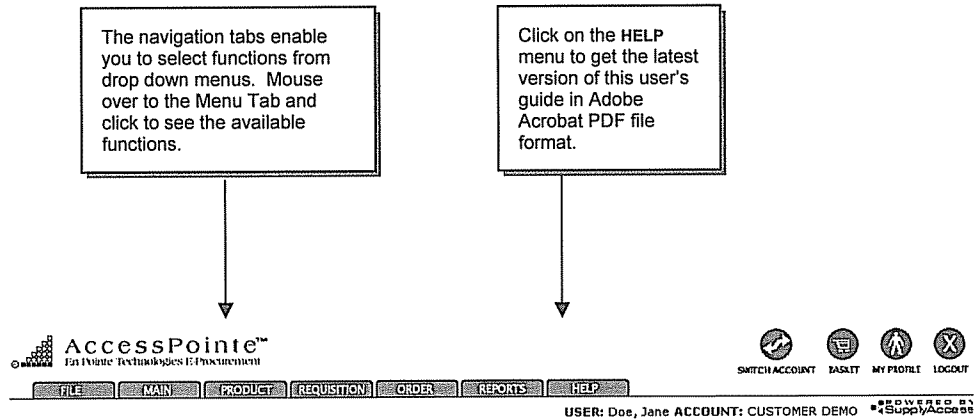 The navigation tabs enable
you to select functions from
drop down menus. Mouse
over to the Menu Tab and
click to see the available
functions.
Click on the HELP
menu to get the latest
version of this user's
guide in Adobe
Acrobat PDF file
format.
AccessPointe™
En Pointe Technologies E-Procurement
SWITCH ACCOUNT BASKET MY PROFILE LOGOUT
FILE MAIN PRODUCT REQUISITION ORDER REPORTS HELP
USER: Doe, Jane ACCOUNT: CUSTOMER DEMO
POWERED BY
SupplyAccess